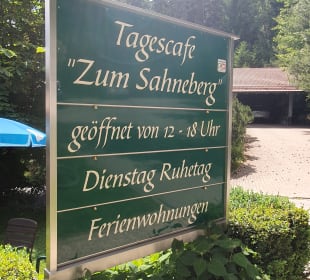 Tagescafe
"Zum Sahneberg"
geöffnet von 12 - 18 Uhr
Dienstag Ruhetag
Ferienwohnungen